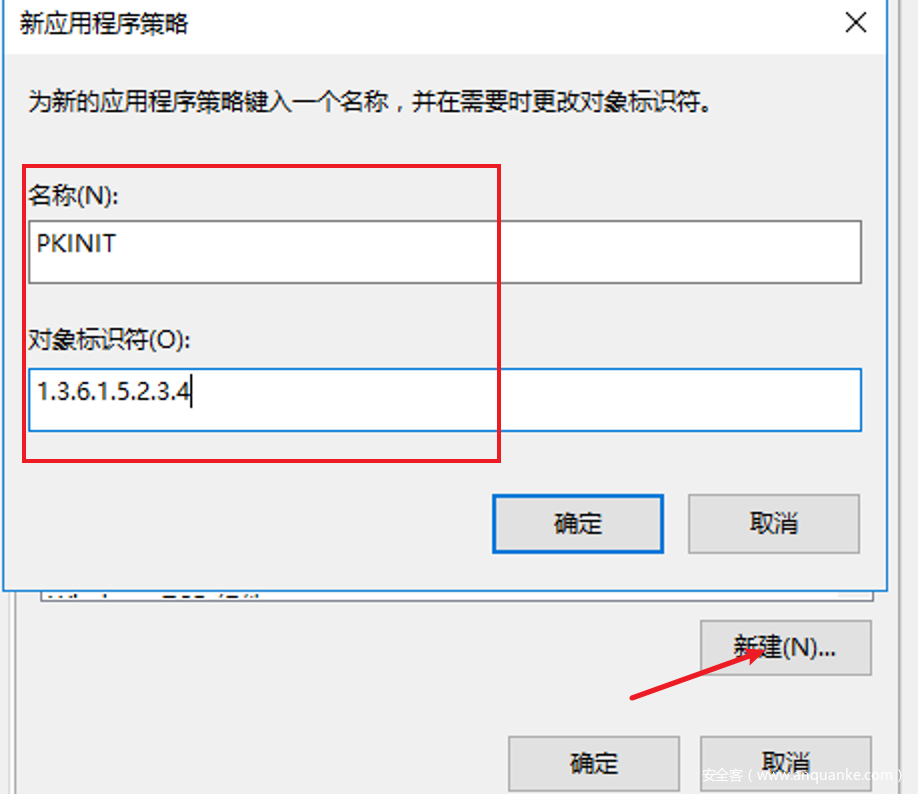 新应用程序策略
为新的应用程序策略键入一个名称，并在需要时更改对象标识符。
名称(N):
PKINIT
对象标识符(O):
1.3.6.1.5.2.3.4
确定 取消
新建(N)...
确定 取消
安全客（www.anquanke.com）